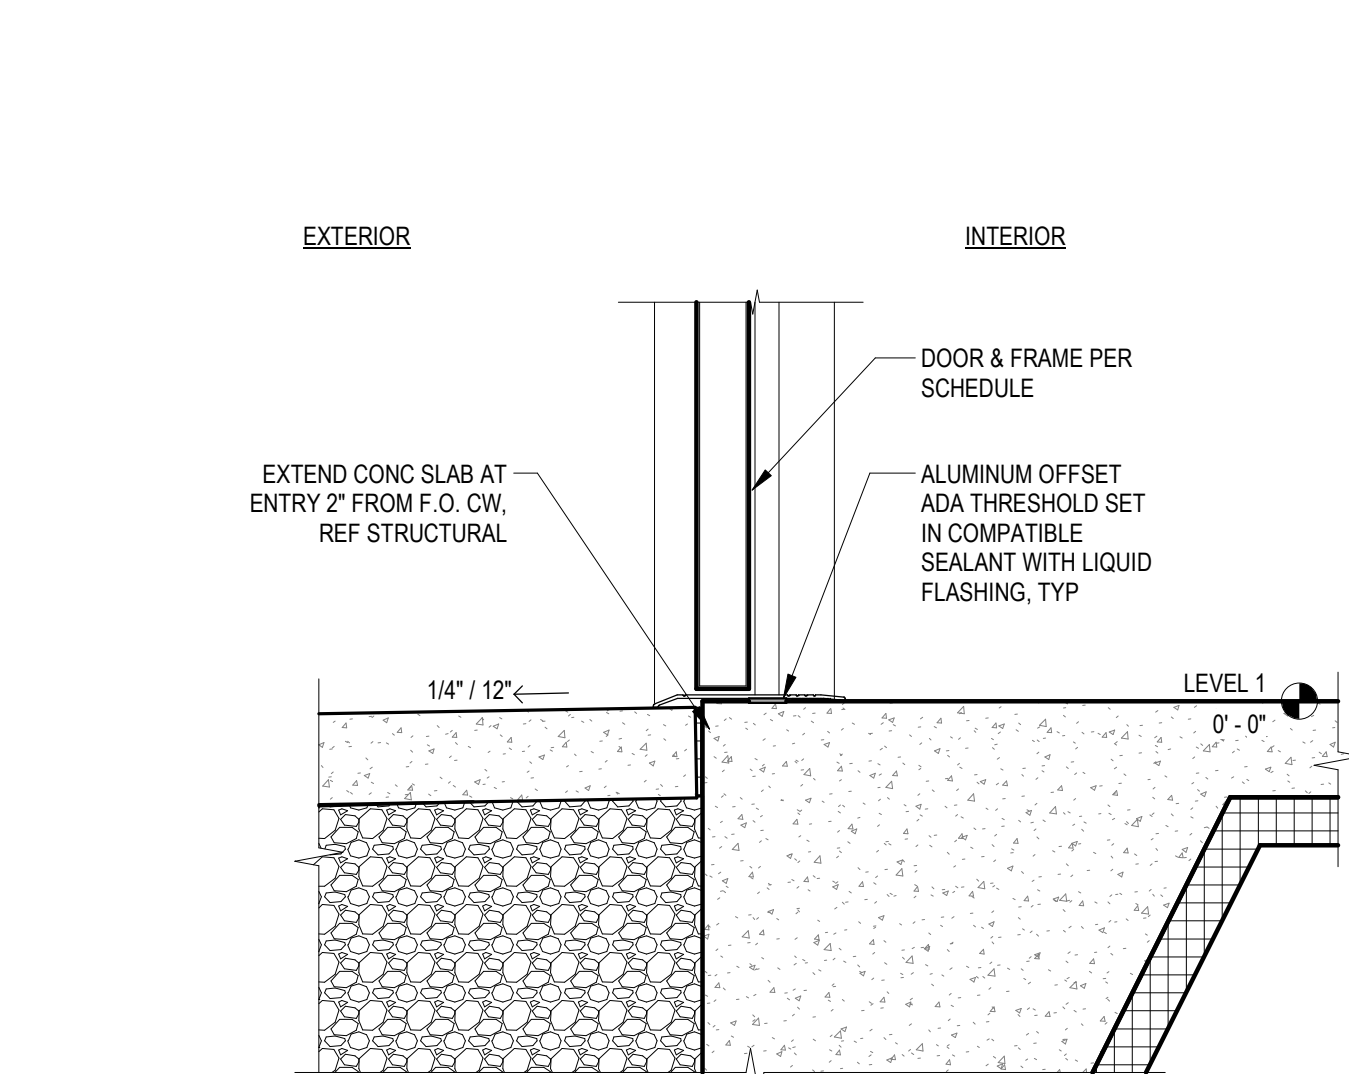 EXTERIOR
INTERIOR
DOOR & FRAME PER
SCHEDULE
EXTEND CONC SLAB AT
ENTRY 2" FROM F.O. CW,
REF STRUCTURAL
ALUMINUM OFFSET
ADA THRESHOLD SET
IN COMPATIBLE
SEALANT WITH LIQUID
FLASHING, TYP
1/4" / 12"
LEVEL 1
0' - 0"